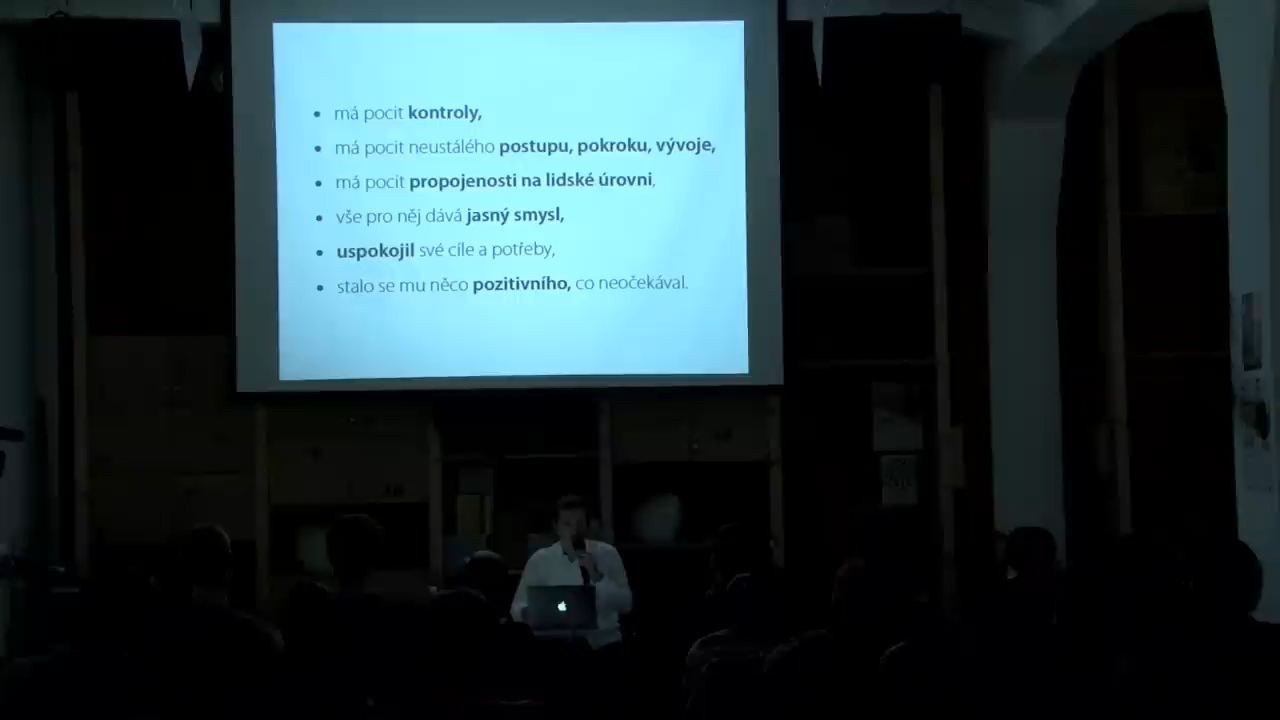 • má pocit kontroly,
• má pocit neustálého postupu, pokroku, vývoje,
• má pocit propojenosti na lidské úrovni,
• vše pro něj dává jasný smysl,
• uspokojil své cíle a potřeby,
• stalo se mu něco pozitivního, co neočekával.